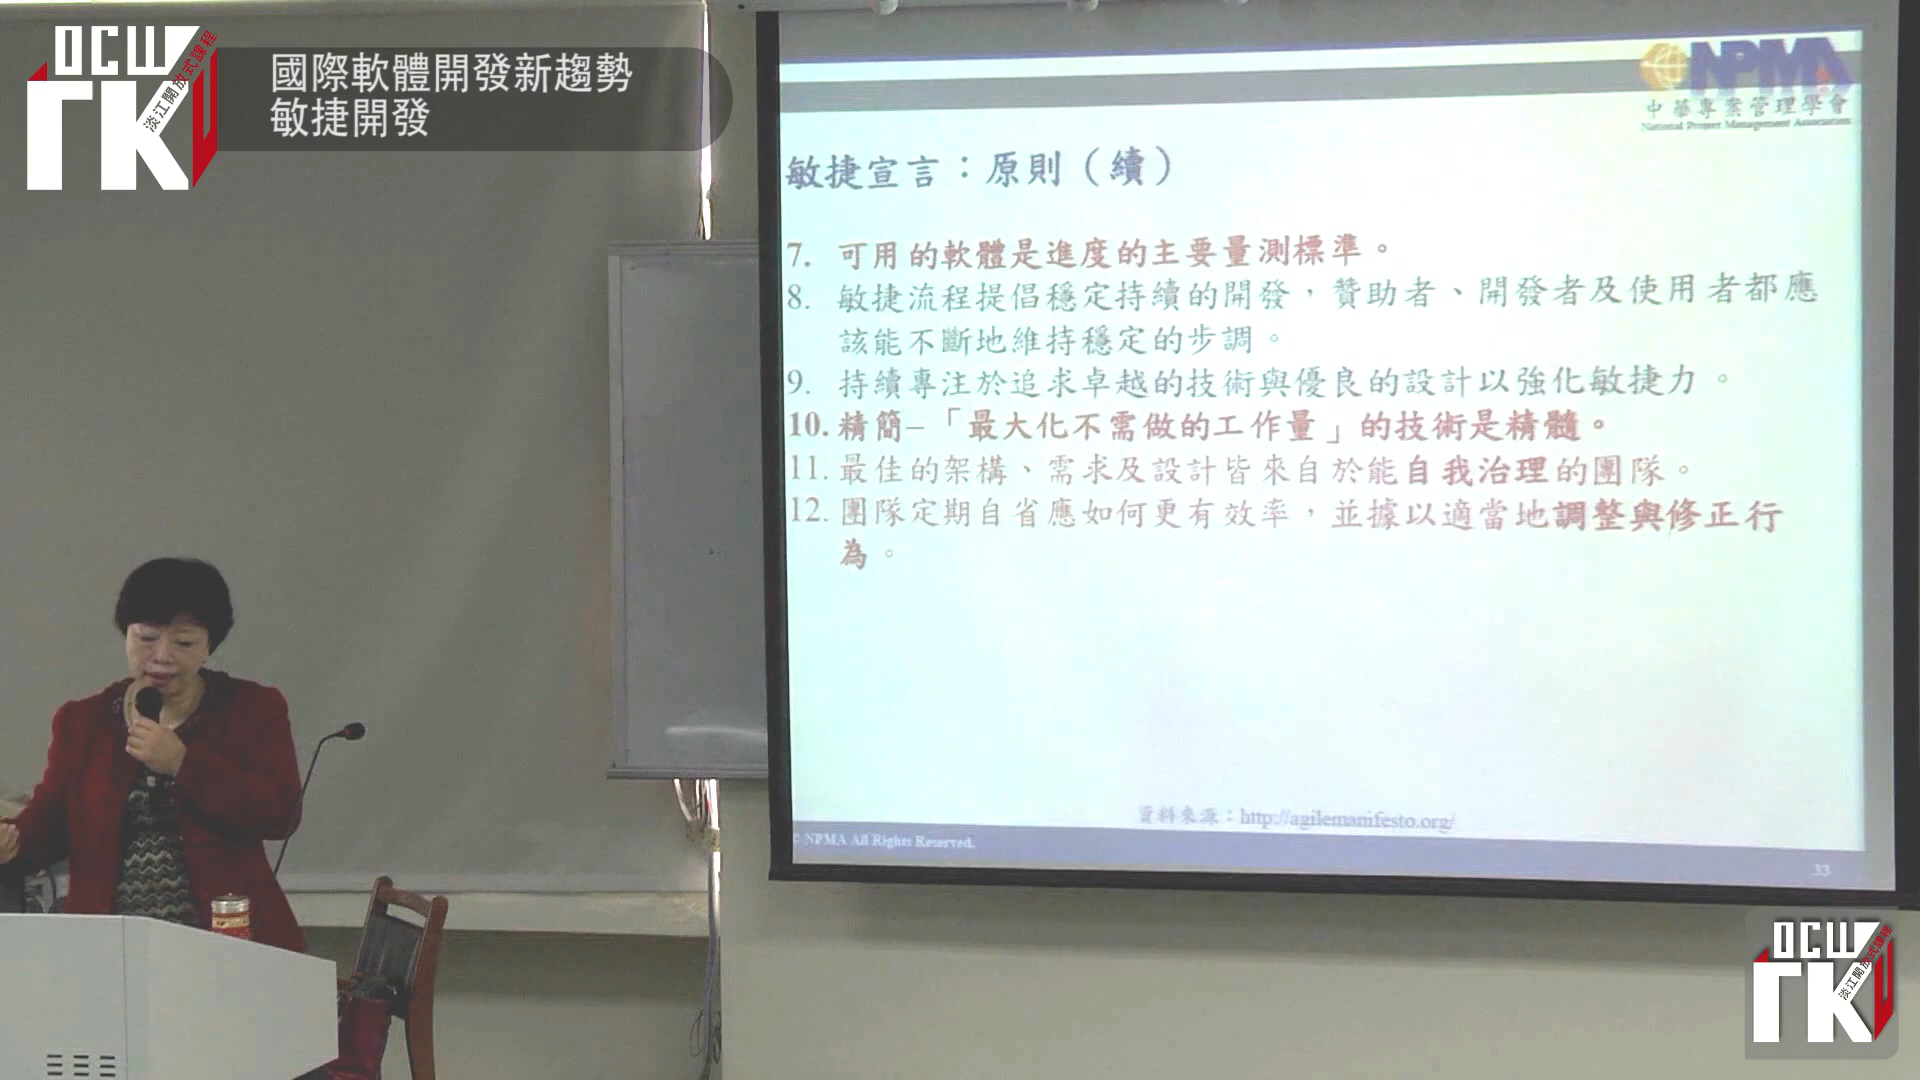 OCW
TKU
淡江開放式課程
國際軟體開發新趨勢
敏捷開發
NPMA
中華專案管理學會
National Project Management Association
敏捷宣言：原則（續）
7. 可用的軟體是進度的主要量測標準。
8. 敏捷流程提倡穩定持續的開發，贊助者、開發者及使用者都應
該能不斷地維持穩定的步調。
9. 持續專注於追求卓越的技術與優良的設計以強化敏捷力。
10. 精簡–「最大化不需做的工作量」的技術是精髓。
11. 最佳的架構、需求及設計皆來自於能自我治理的團隊。
12. 團隊定期自省應如何更有效率，並據以適當地調整與修正行
為。
資料來源：http://agilemanifesto.org/
© NPMA All Rights Reserved.
33
OCW
TKU
淡江開放式課程